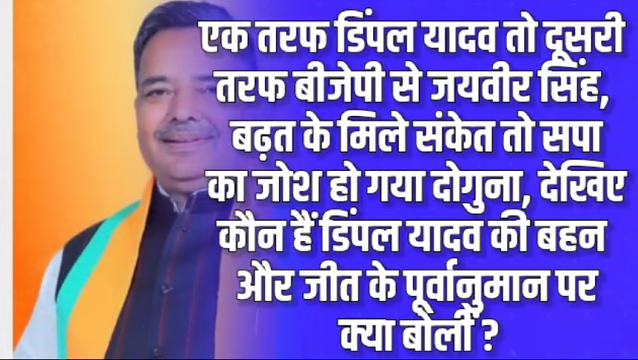 एक तरफ डिंपल यादव तो दूसरी
तरफ बीजेपी से जयवीर सिंह,
बढ़त के मिले संकेत तो सपा
का जोश हो गया दोगुना, देखिए
कौन हैं डिंपल यादव की बहन
और जीत के पूर्वानुमान पर
क्या बोलीं ?